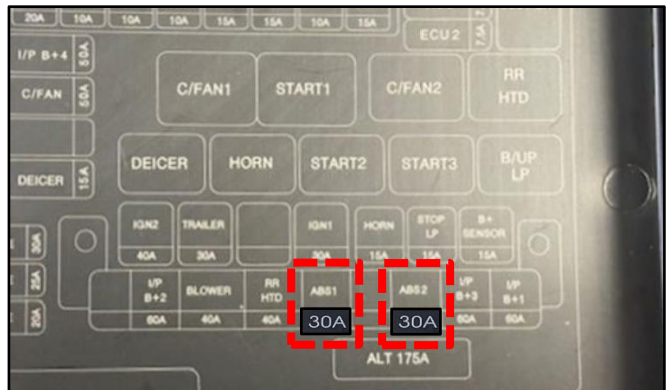 20A 10A 10A 15A 15A 10A 15A
ECU 2 7.5A
I/P B+4 50A
C/FAN 50A
C/FAN1 START1 C/FAN2 RR HTD
DEICER HORN START2 START3 B/UP LP
DEICER 15A
IGN2 TRAILER IGN1 HORN STOP LP B+ SENSOR
40A 30A 30A 15A 15A 15A
30A
25A
20A
I/P B+2 BLOWER RR HTD ABS1 ABS2 I/P B+3 I/P B+1
60A 40A 40A 30A 30A 60A 60A
ALT 175A